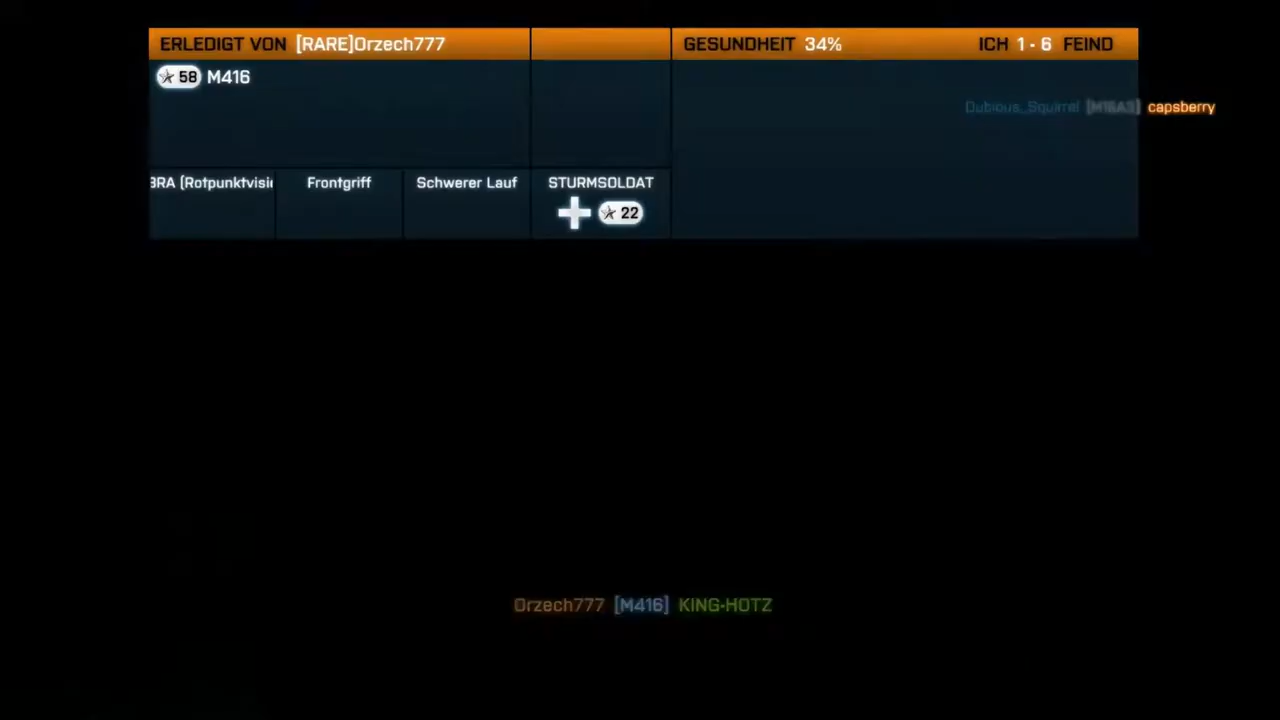 ERLEDIGT VON [RARE]Orzech777 GESUNDHEIT 34% ICH 1 - 6 FEIND
58 M416
Dubious_Squirrel [M16A3] capsberry
BRA (Rotpunktvisie Frontgriff Schwerer Lauf STURMSOLDAT
22
Orzech777 [M416] KING-HOTZ